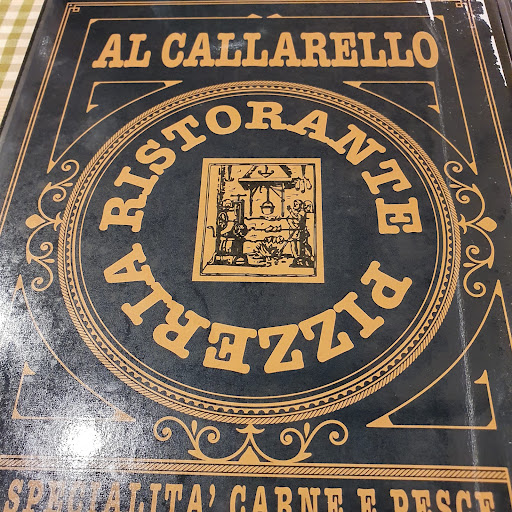 AL CALLARELLO
RISTORANTE
PIZZERIA
SPECIALITA' CARNE E PESCE